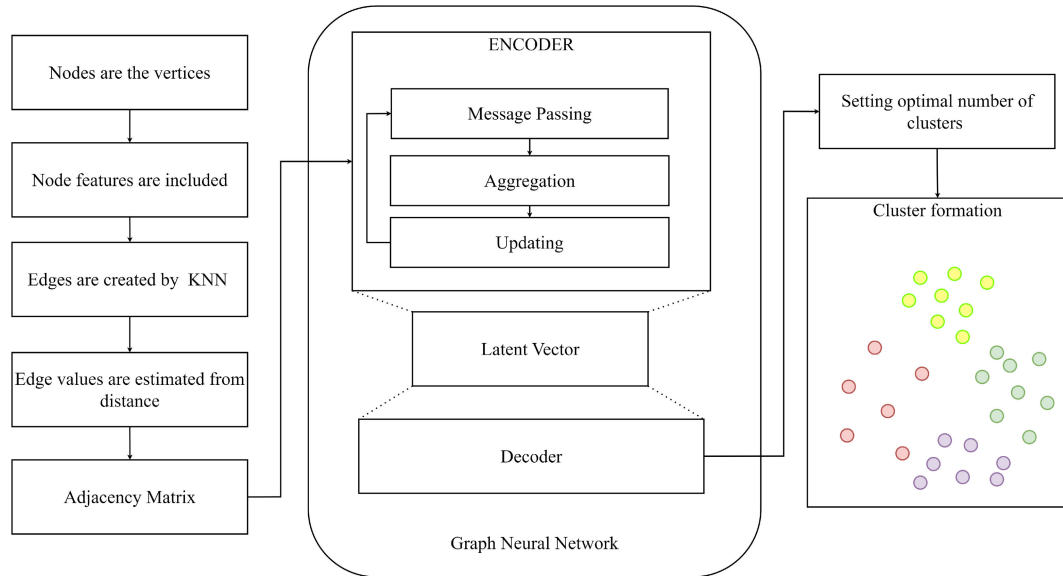 Nodes are the vertices
Node features are included
Edges are created by KNN
Edge values are estimated from
distance
Adjacency Matrix
ENCODER
Message Passing
Aggregation
Updating
Latent Vector
Decoder
Graph Neural Network
Setting optimal number of
clusters
Cluster formation